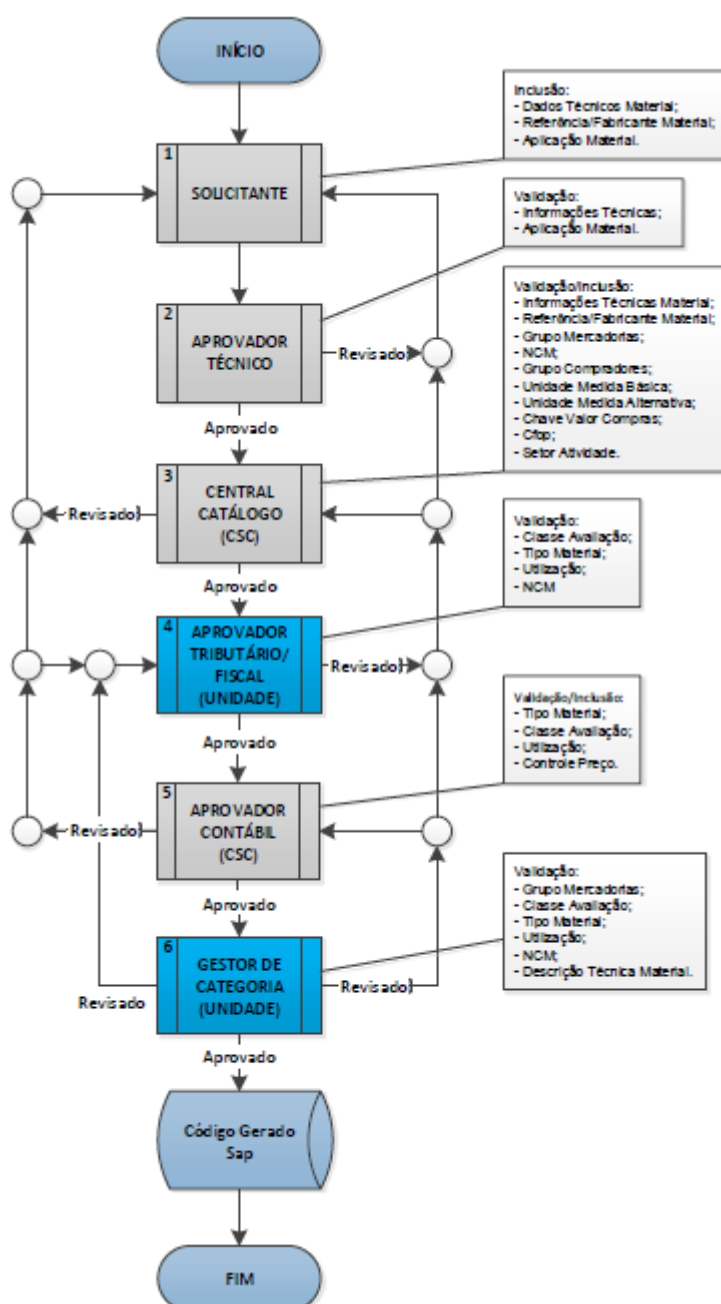 INÍCIO
Inclusão:
- Dados Técnicos Material;
- Referência/Fabricante Material;
- Aplicação Material.
1
SOLICITANTE
Validação:
- Informações Técnicas;
- Aplicação Material.
2
APROVADOR
TÉCNICO
Revisado
Aprovado
Validação/Inclusão:
- Informações Técnicas Material;
- Referência/Fabricante Material;
- Grupo Mercadorias;
- NCM;
- Grupo Compradores;
- Unidade Medida Básica;
- Unidade Medida Alternativa;
- Chave Valor Compras;
- Cfop;
- Setor Atividade.
3
CENTRAL
CATÁLOGO
(CSC)
Revisado
Aprovado
Validação:
- Classe Avaliação;
- Tipo Material;
- Utilização;
- NCM
4
APROVADOR
TRIBUTÁRIO/
FISCAL
(UNIDADE)
Revisado
Aprovado
Validação/Inclusão:
- Tipo Material;
- Classe Avaliação;
- Utilização;
- Controle Preço.
5
APROVADOR
CONTÁBIL
(CSC)
Revisado
Aprovado
Validação:
- Grupo Mercadorias;
- Classe Avaliação;
- Tipo Material;
- Utilização;
- NCM;
- Descrição Técnica Material.
6
GESTOR DE
CATEGORIA
(UNIDADE)
Revisado
Revisado
Aprovado
Código Gerado
Sap
FIM